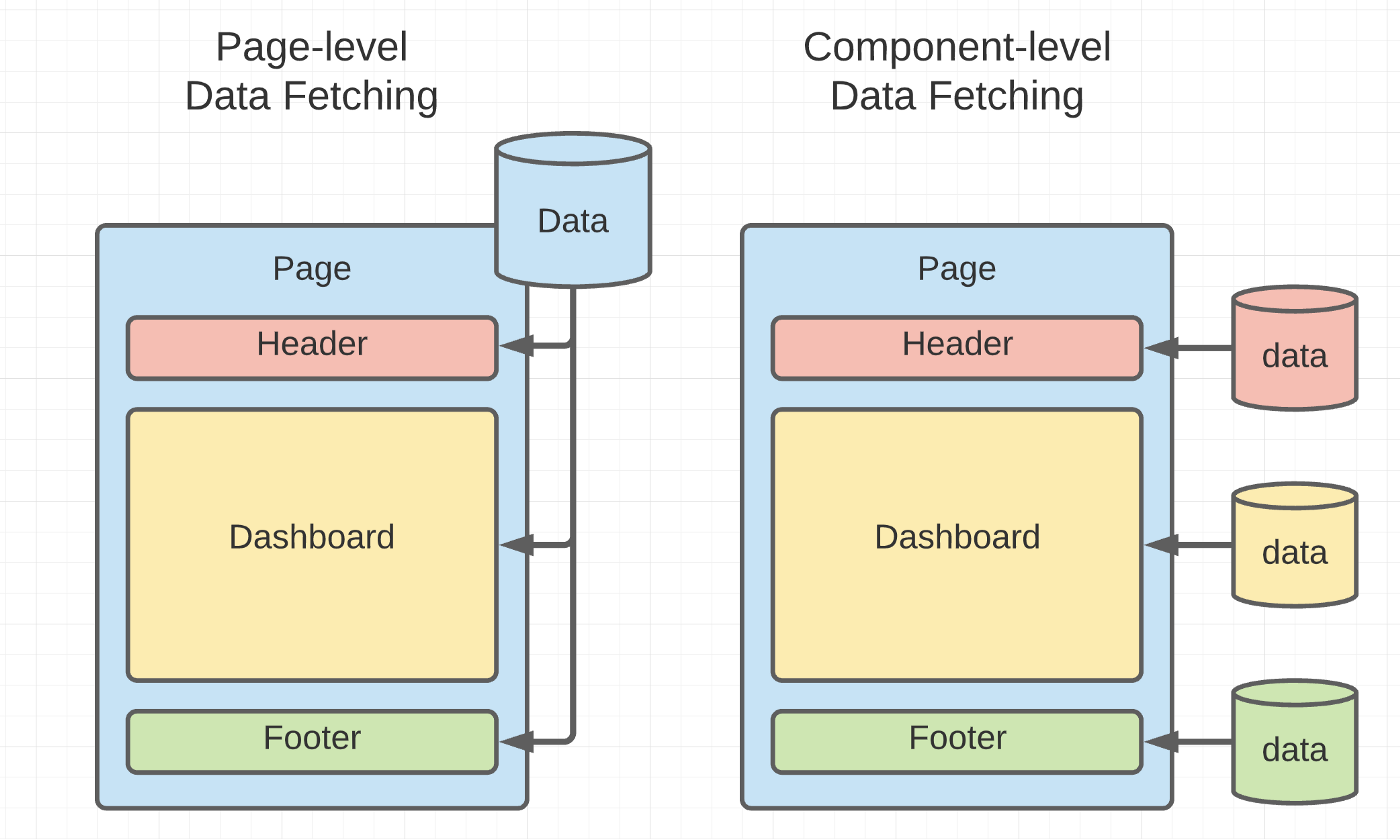 Page-level
Data Fetching
Data
Page
Header
Dashboard
Footer
Component-level
Data Fetching
Page
Header
data
Dashboard
data
Footer
data